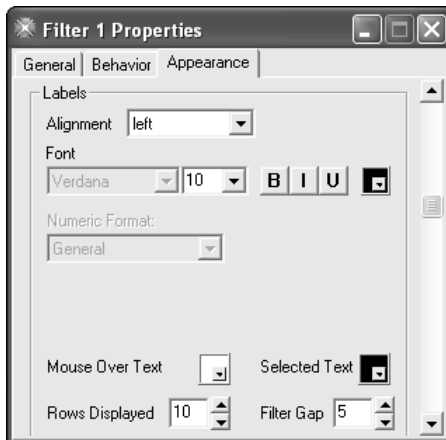 Filter 1 Properties
General Behavior Appearance
Labels
Alignment left
Font
Verdana 10 B I U
Numeric Format:
General
Mouse Over Text Selected Text
Rows Displayed 10 Filter Gap 5